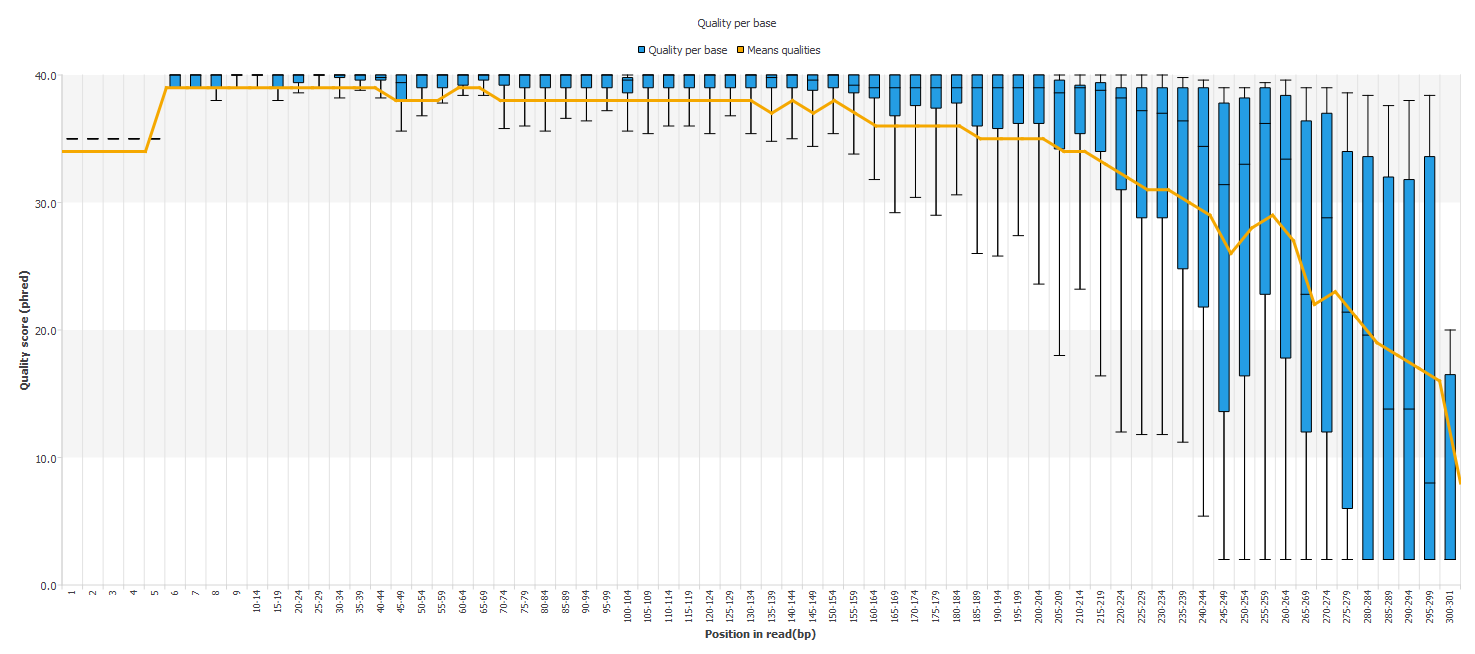 Quality per base
Quality per base Means qualities
Quality score (phred)
40.0
30.0
20.0
10.0
0.0
1 2 3 4 5 6 7 8 9 10-14 15-19 20-24 25-29 30-34 35-39 40-44 45-49 50-54 55-59 60-64 65-69 70-74 75-79 80-84 85-89 90-94 95-99 100-104 105-109 110-114 115-119 120-124 125-129 130-134 135-139 140-144 145-149 150-154 155-159 160-164 165-169 170-174 175-179 180-184 185-189 190-194 195-199 200-204 205-209 210-214 215-219 220-224 225-229 230-234 235-239 240-244 245-249 250-254 255-259 260-264 265-269 270-274 275-279 280-284 285-289 290-294 295-299 300-301
Position in read(bp)